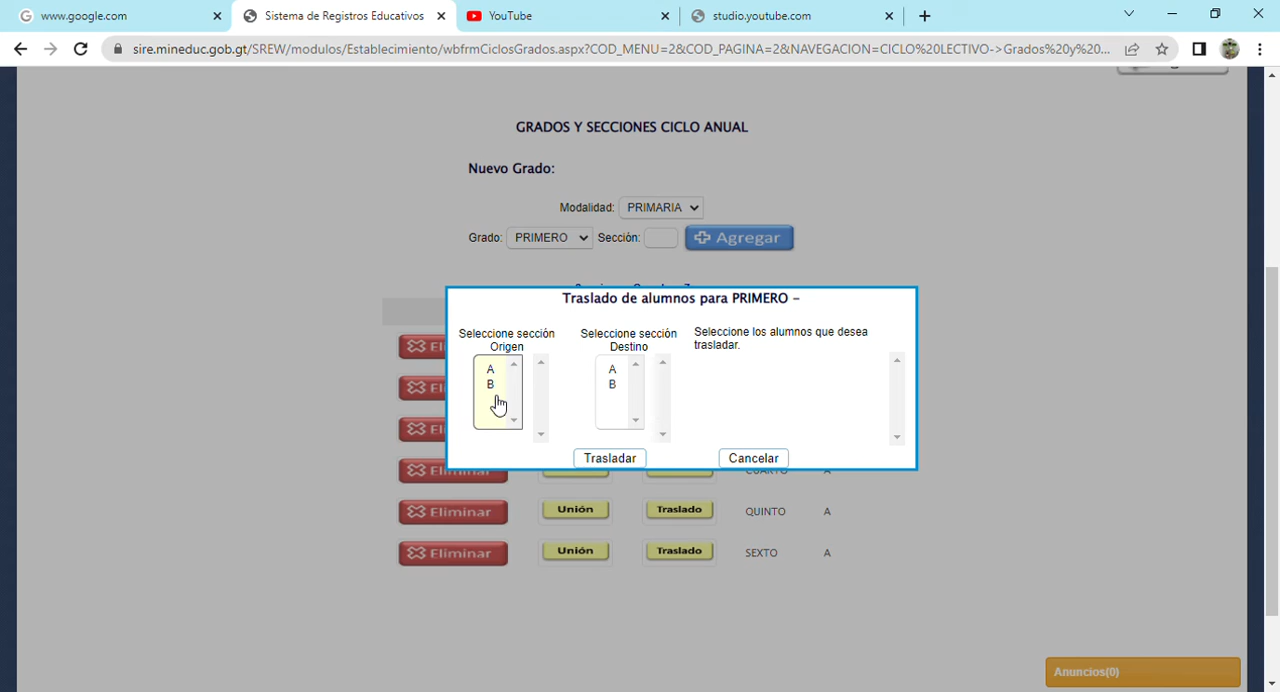 www.google.com
Sistema de Registros Educativos
YouTube
studio.youtube.com
sire.mineduc.gob.gt/SREW/modulos/Establecimiento/wbfrmCiclosGrados.aspx?COD_MENU=2&COD_PAGINA=2&NAVEGACION=CICLO%20LECTIVO->Grados%20y%20...
GRADOS Y SECCIONES CICLO ANUAL
Nuevo Grado:
Modalidad: PRIMARIA
Grado: PRIMERO Sección: Agregar
Traslado de alumnos para PRIMERO –
Seleccione sección
Origen
A
B
Seleccione sección
Destino
A
B
Seleccione los alumnos que desea
trasladar.
Trasladar Cancelar
Eliminar CUARTO A
Eliminar Unión Traslado QUINTO A
Eliminar Unión Traslado SEXTO A
Anuncios(0)